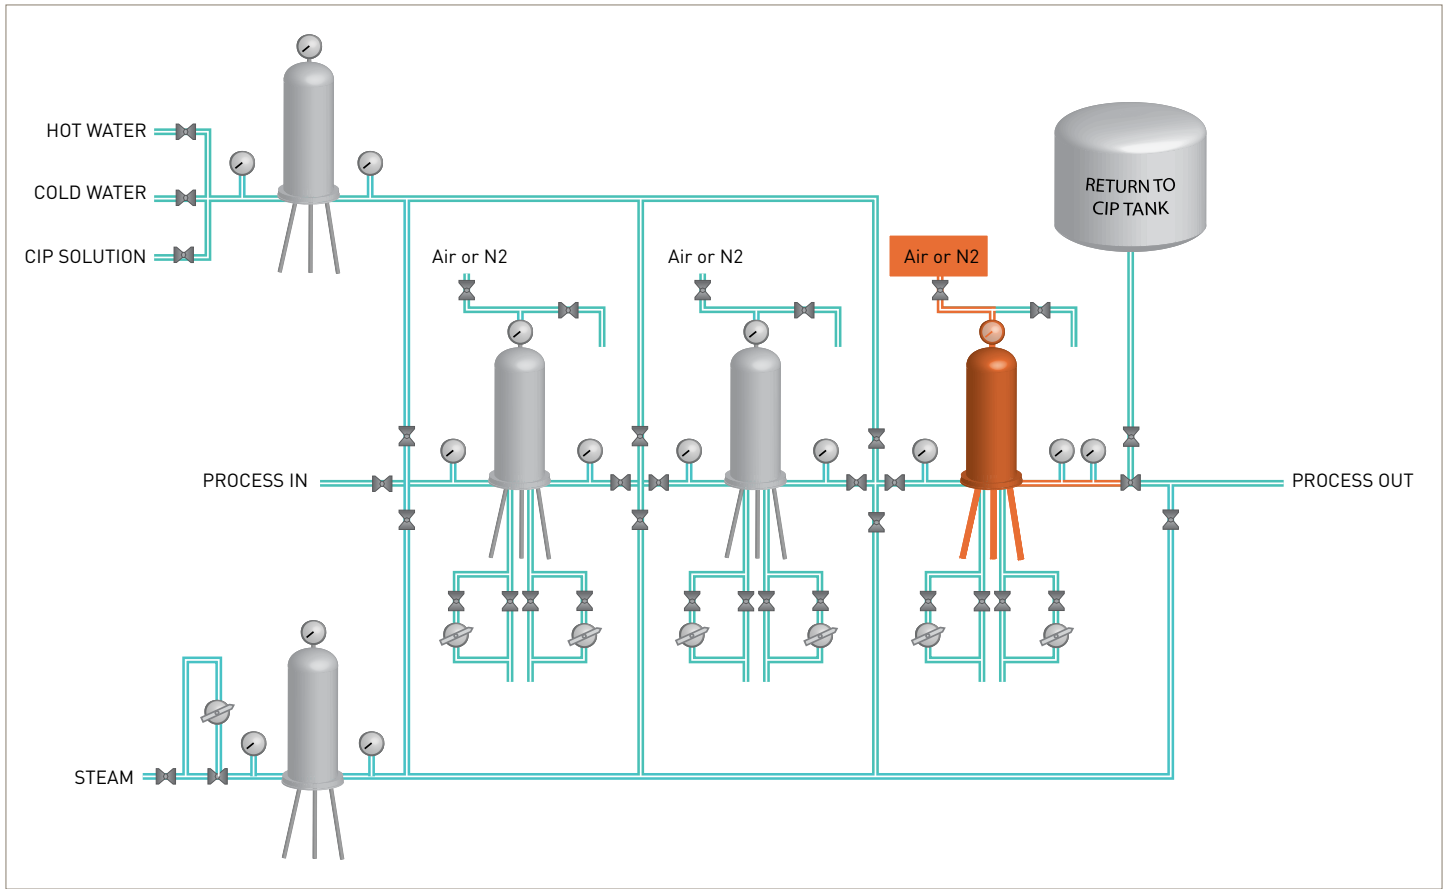 HOT WATER
COLD WATER
CIP SOLUTION
Air or N2
Air or N2
Air or N2
RETURN TO
CIP TANK
PROCESS IN
PROCESS OUT
STEAM